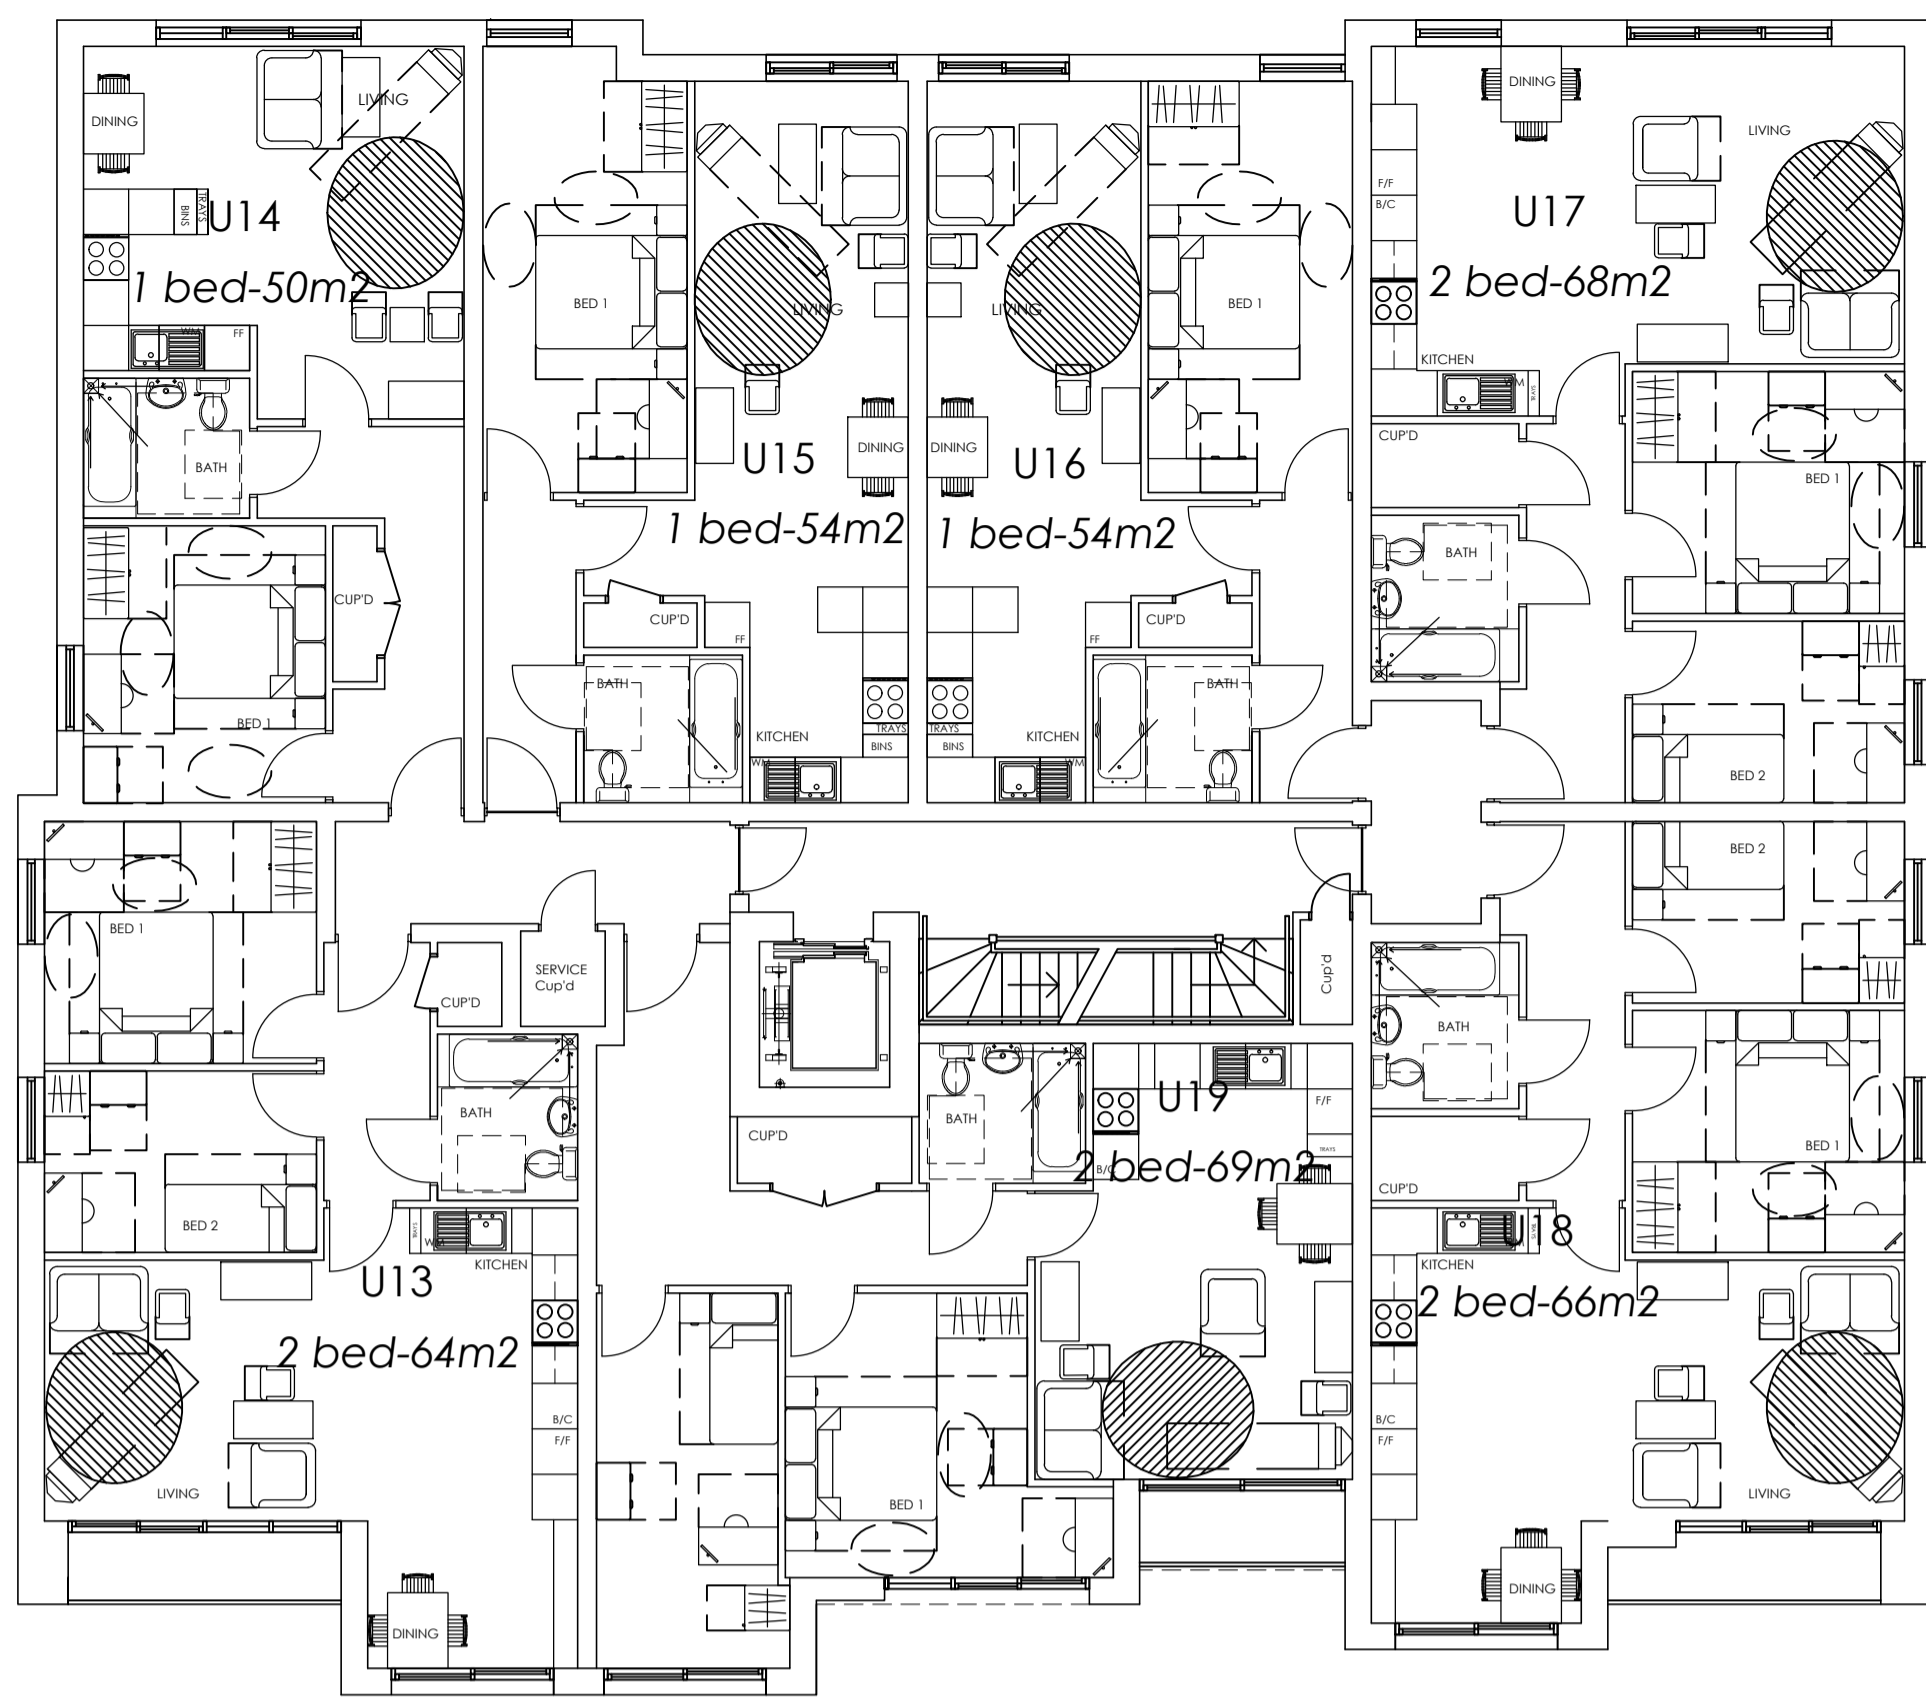 LIVING
DINING
TRAYS
BINS
U14
1 bed-50m2
WM
FF
BATH
CUP'D
BED 1
BED 1
LIVING
DINING
U15
1 bed-54m2
CUP'D
FF
BATH
KITCHEN
TRAYS
BINS
WM
LIVING
BED 1
DINING
U16
1 bed-54m2
FF
CUP'D
BATH
TRAYS
BINS
KITCHEN
WM
DINING
LIVING
F/F
B/C
U17
2 bed-68m2
KITCHEN
WM
TRAYS
CUP'D
BED 1
BATH
BED 2
BED 1
CUP'D
SERVICE
Cup'd
BATH
BED 2
WM
TRAYS
KITCHEN
U13
2 bed-64m2
B/C
F/F
LIVING
DINING
Cup'd
CUP'D
BATH
U19
F/F
TRAYS
2 bed-69m2
B/C
BED 1
BED 2
BATH
BED 1
CUP'D
U18
WM
TRAYS
KITCHEN
2 bed-66m2
B/C
F/F
LIVING
DINING